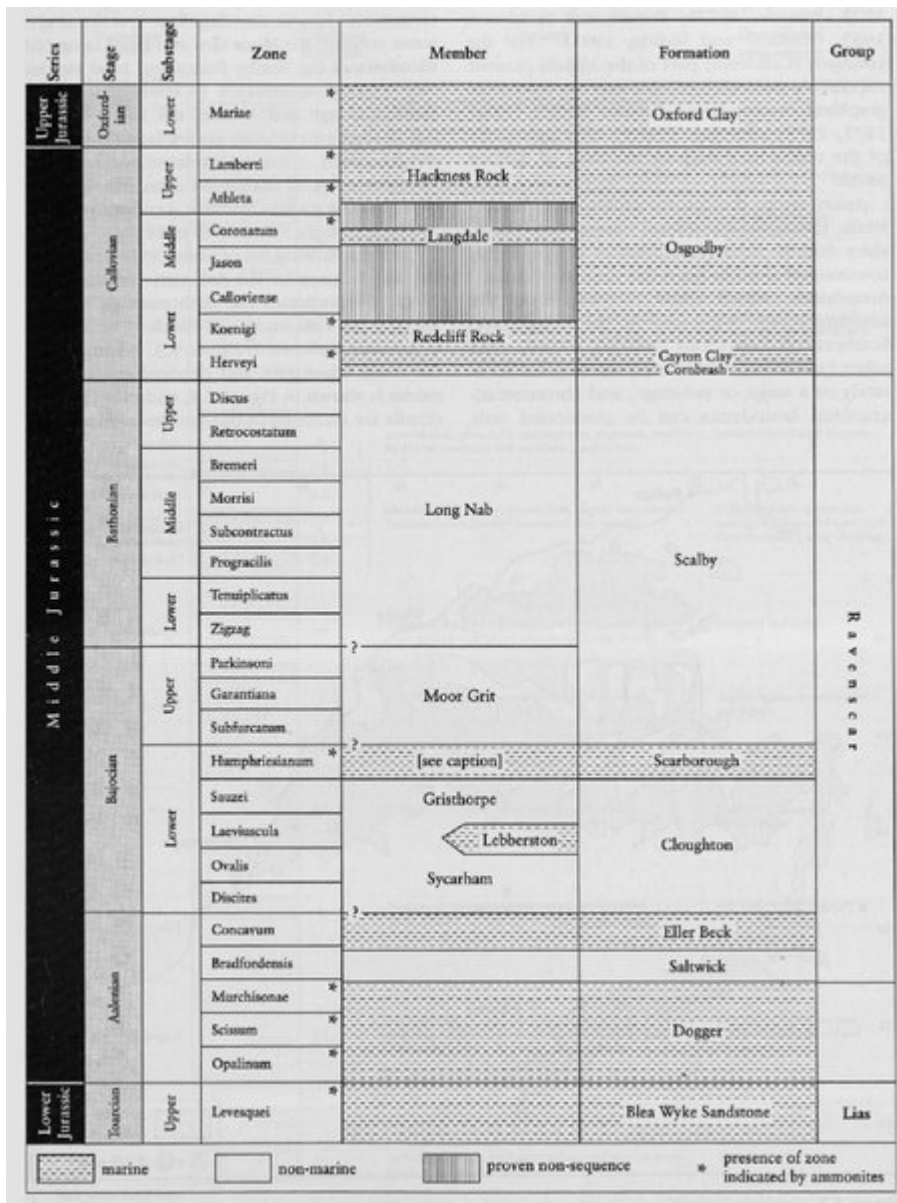 Series Stage Substage Zone Member Formation Group
Upper Jurassic
Oxford-ian
Lower
Mariae *
Oxford Clay
Middle Jurassic
Callovian
Upper
Lamberti *
Hackness Rock
Athleta *
Middle
Coronatum *
Langdale
Osgodby
Jason
Lower
Calloviense
Koenigi *
Redcliff Rock
Herveyi *
Cayton Clay
Cornbrash
Bathonian
Upper
Discus
Retrocostatum
Middle
Bremeri
Morrisi
Long Nab
Subcontractus
Progracilis
Scalby
Lower
Tenuiplicatus
Zigzag
Ravenscar
?
Bajocian
Upper
Parkinsoni
Garantiana
Moor Grit
Subfurcatum
?
Lower
Humphriesianum *
[see caption]
Scarborough
Sauzei
Gristhorpe
Laeviuscula
Lebberston
Cloughton
Ovalis
Sycarham
Discites
?
Aalenian
Concavum
Eller Beck
Bradfordensis
Saltwick
Murchisonae *
Scissum *
Dogger
Opalinum *
Lower Jurassic
Toarcian
Upper
Levesquei *
Blea Wyke Sandstone
Lias
marine
non-marine
proven non-sequence
* presence of zone
indicated by ammonites